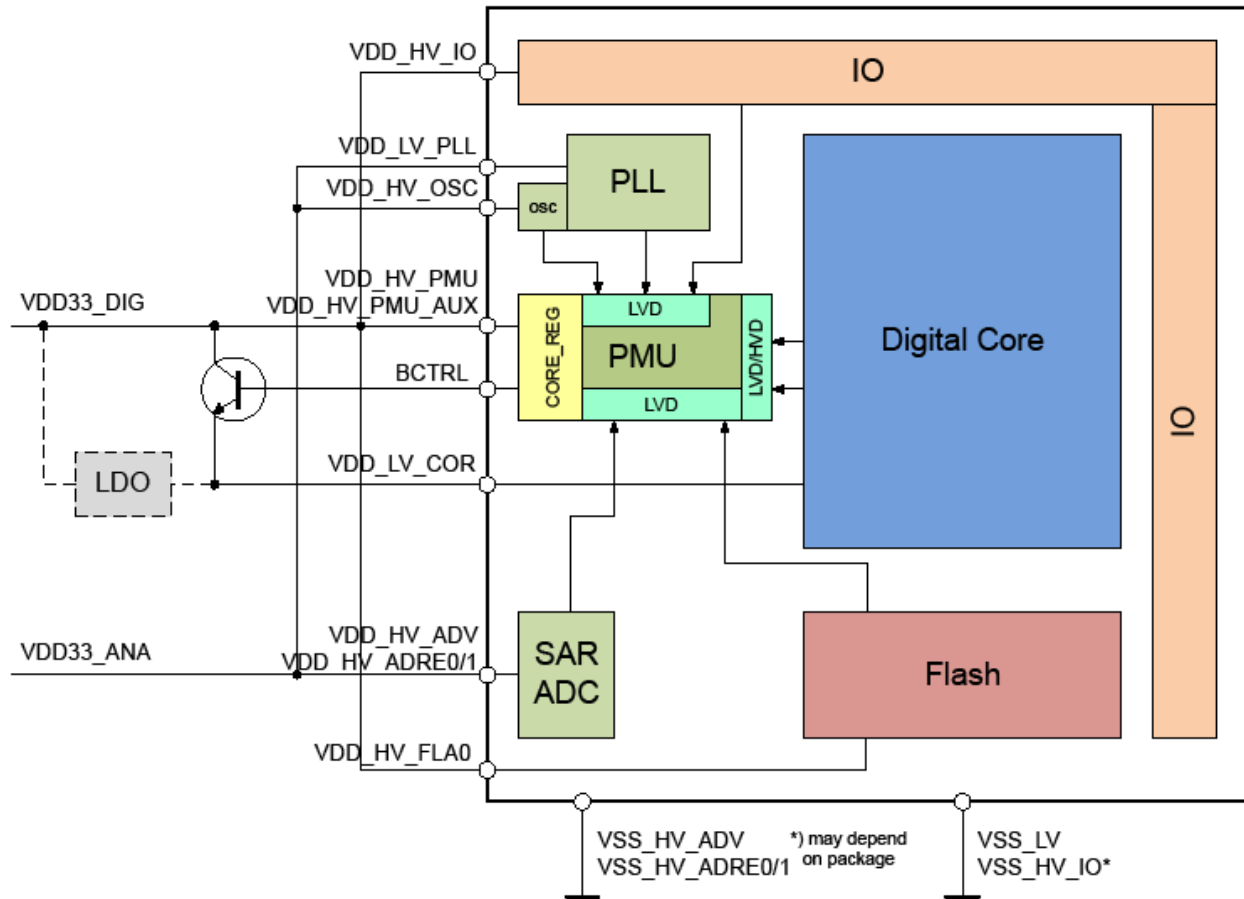 VDD_HV_IO
IO
VDD_LV_PLL
PLL
VDD_HV_OSC
osc
VDD_HV_PMU
VDD33_DIG
VDD_HV_PMU_AUX
CORE_REG
LVD
PMU
LVD/HVD
Digital Core
BCTRL
LVD
IO
VDD_LV_COR
LDO
VDD_HV_ADV
VDD33_ANA
VDD_HV_ADRE0/1
SAR
ADC
Flash
VDD_HV_FLA0
VSS_HV_ADV
VSS_HV_ADRE0/1
*) may depend
on package
VSS_LV
VSS_HV_IO*